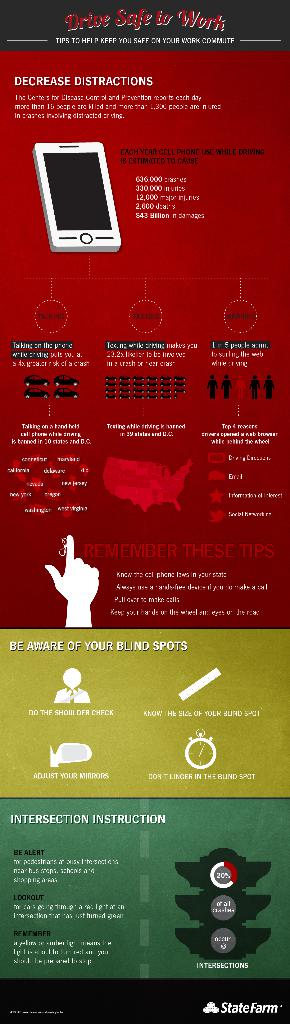 Drive Safe to Work
TIPS TO HELP KEEP YOU SAFE ON YOUR WORK COMMUTE
DECREASE DISTRACTIONS
The Centers for Disease Control and Prevention reports each day
more than 15 people are killed and more than 1,200 people are injured
in crashes involving distracted driving.
EACH YEAR CELL PHONE USE WHILE DRIVING
IS ESTIMATED TO CAUSE
636,000 crashes
330,000 injuries
12,000 major injuries
2,600 deaths
$43 Billion in damages
Talking on the phone
while driving puts you at
a 4x greater risk of a crash
Texting while driving makes you
23.2x likelier to be involved
in a crash or near crash
1 in 5 people admit
to surfing the web
while driving
Talking on a hand-held
cell phone while driving
is banned in 10 states and D.C.
connecticut maryland
california delaware d.c
nevada new jersey
new york oregon
washington west virginia
Texting while driving is banned
in 39 states and D.C.
Top 4 reasons
drivers opened a web browser
while behind the wheel
Driving Directions
Email
Information of Interest
Social Networking
REMEMBER THESE TIPS
Know the cell phone laws in your state
Always use a hands-free device if you do make a call
Pull over to make calls
Keep your hands on the wheel and eyes on the road
BE AWARE OF YOUR BLIND SPOTS
DO THE SHOULDER CHECK
KNOW THE SIZE OF YOUR BLIND SPOT
ADJUST YOUR MIRRORS
DON'T LINGER IN THE BLIND SPOT
INTERSECTION INSTRUCTION
BE ALERT
for pedestrians at busy intersections
near bus stops, schools and
shopping areas
LOOKOUT
for cars going through a red light at an
intersection that has just turned green
REMEMBER
a yellow or amber light means the
light is about to turn red and you
should be prepared to stop
20%
of all
crashes
occur
@
INTERSECTIONS
StateFarm